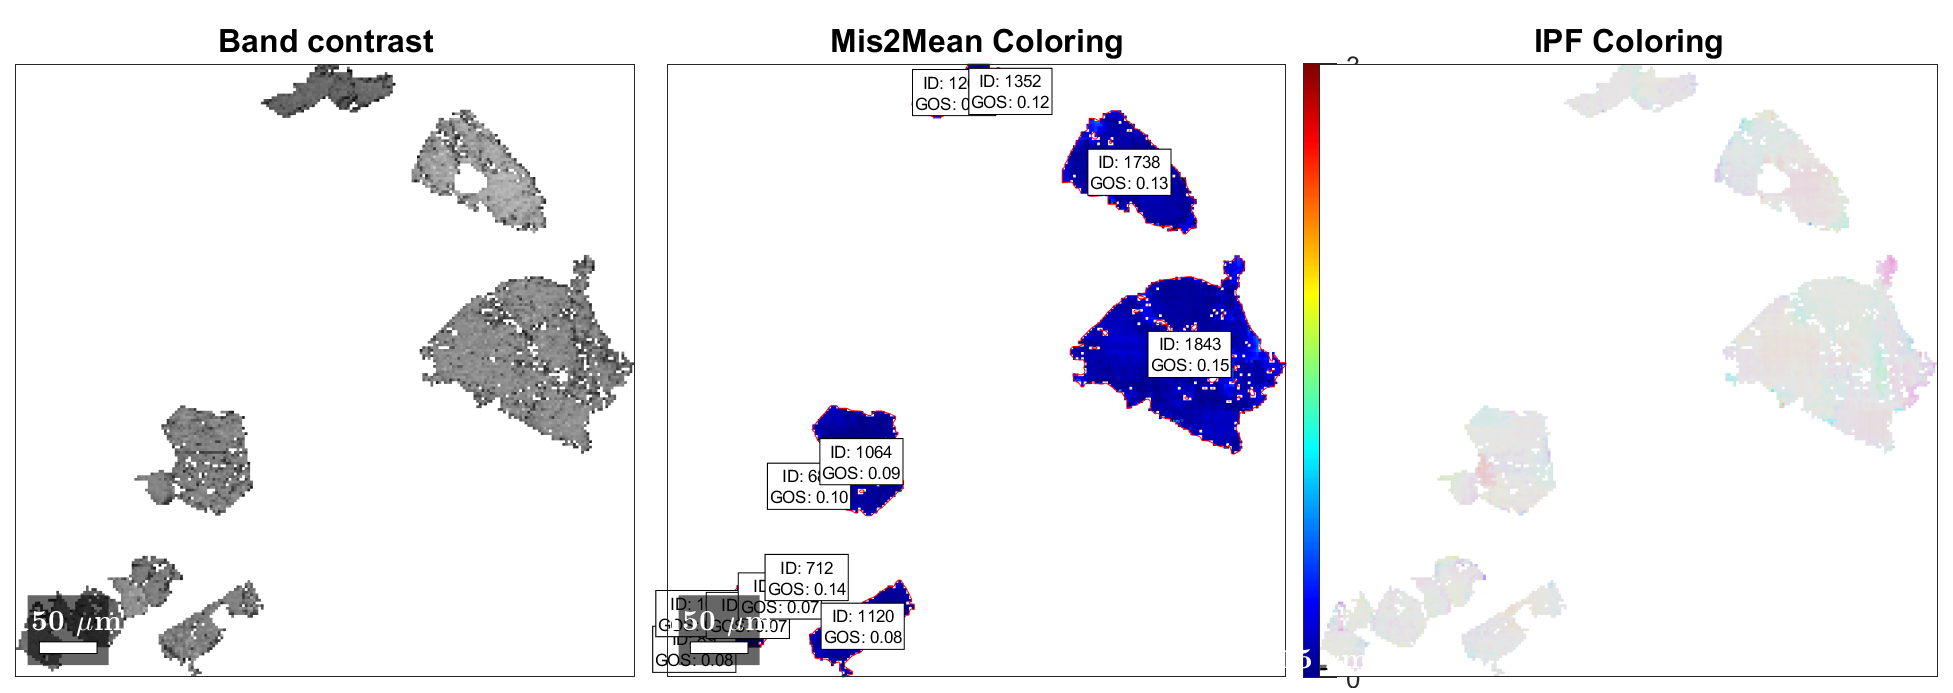 Band contrast
Mis2Mean Coloring
IPF Coloring
ID: 1352
GOS: 0.12
ID: 1738
GOS: 0.13
ID: 1843
GOS: 0.15
ID: 1064
GOS: 0.09
ID:
GOS: 0.10
ID: 712
GOS: 0.14
GOS: 0.07
ID: 1120
GOS: 0.08
GOS: 0.08
50 μm
50 μm
0